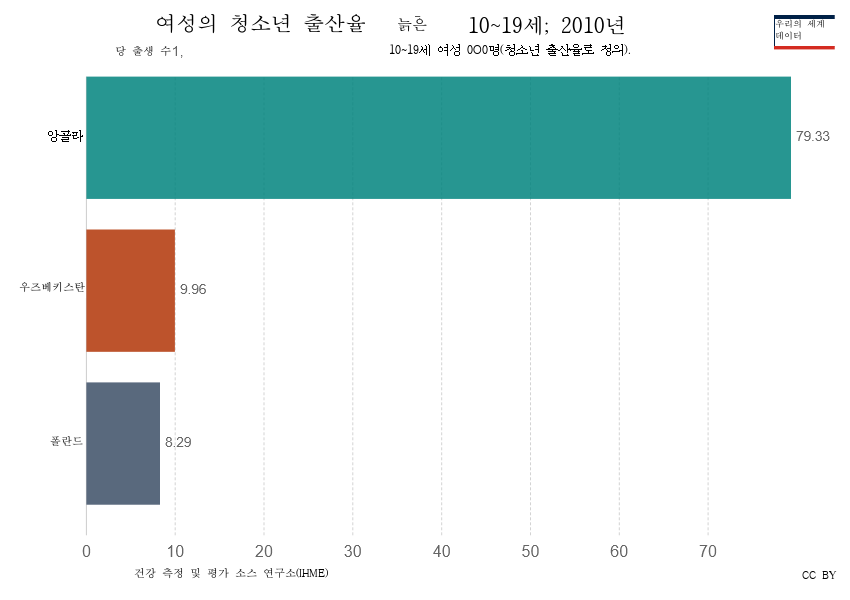 여성의 청소년 출산율 늙은 10~19세; 2010년
우리의 세계
데이터
당 출생 수1, 10~19세 여성 000명(청소년 출산율로 정의).
앙골라 79.33
우즈베키스탄 9.96
폴란드 8.29
0 10 20 30 40 50 60 70
건강 측정 및 평가 소스 연구소(IHME) CC BY